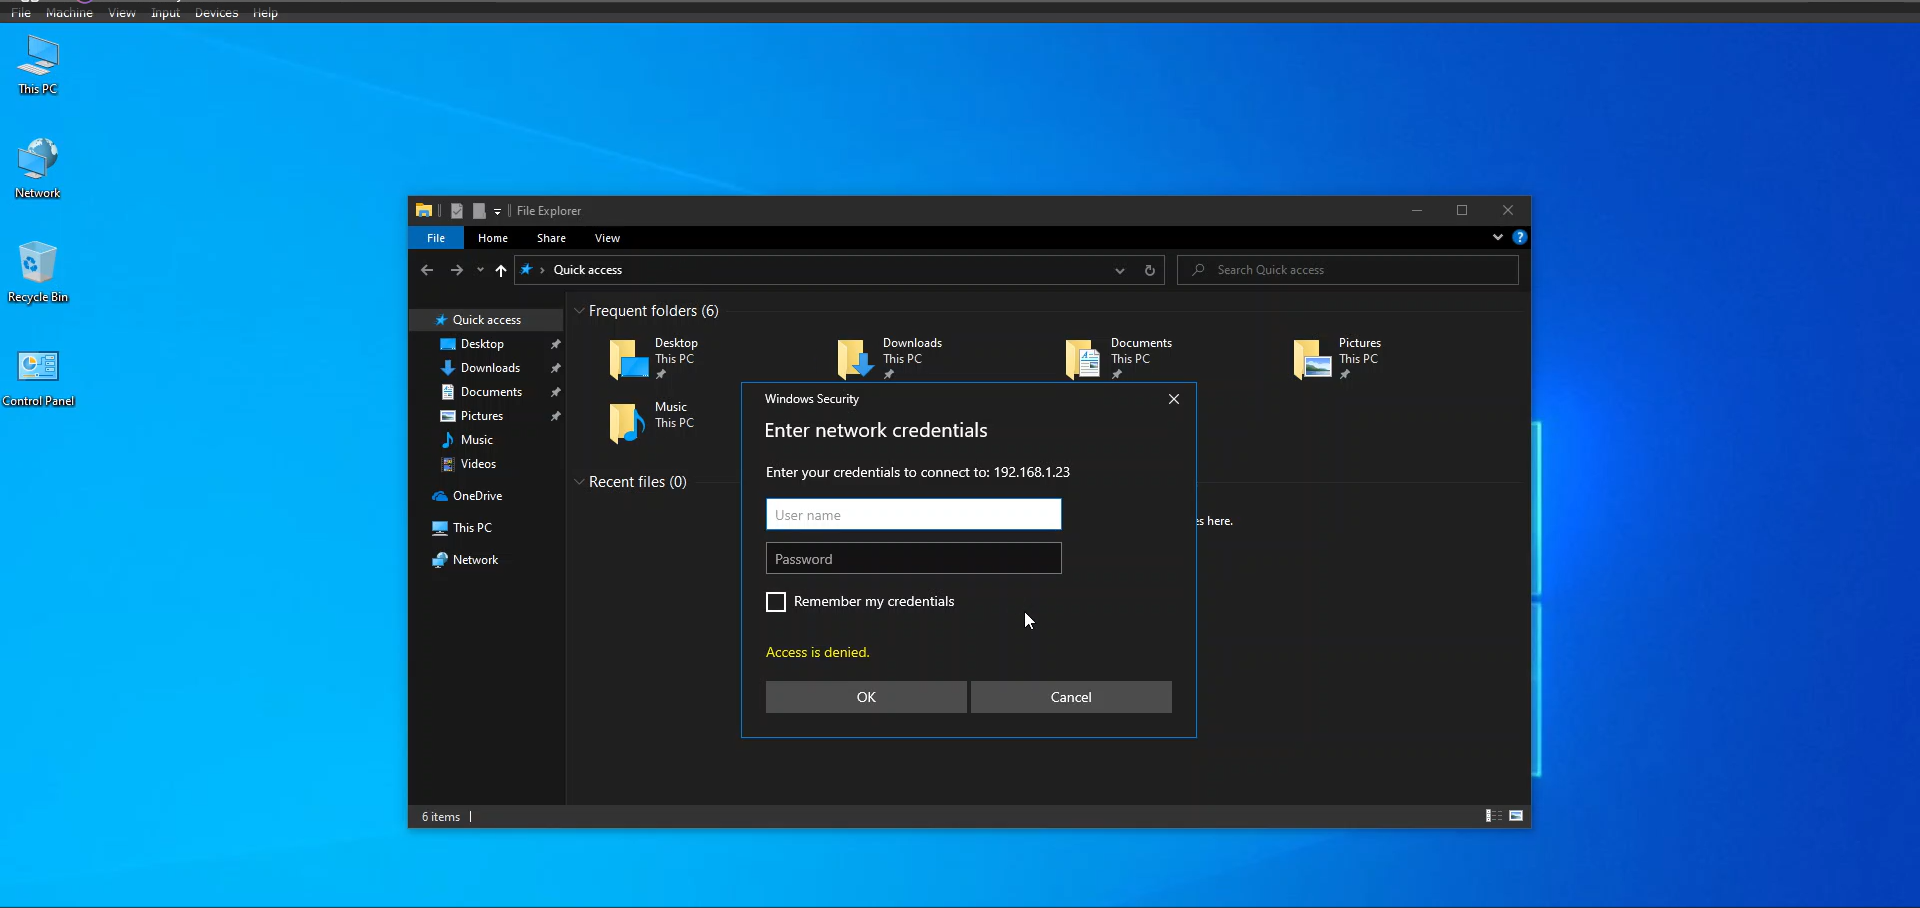 File Machine View Input Devices Help
This PC
Network
Recycle Bin
Control Panel
File Explorer
File Home Share View
Quick access
Search Quick access
Quick access
Desktop
Downloads
Documents
Pictures
Music
Videos
OneDrive
This PC
Network
Frequent folders (6)
Desktop
This PC
Downloads
This PC
Documents
This PC
Pictures
This PC
Music
This PC
Recent files (0)
s here.
Windows Security
Enter network credentials
Enter your credentials to connect to: 192.168.1.23
User name
Password
Remember my credentials
Access is denied.
OK Cancel
6 items